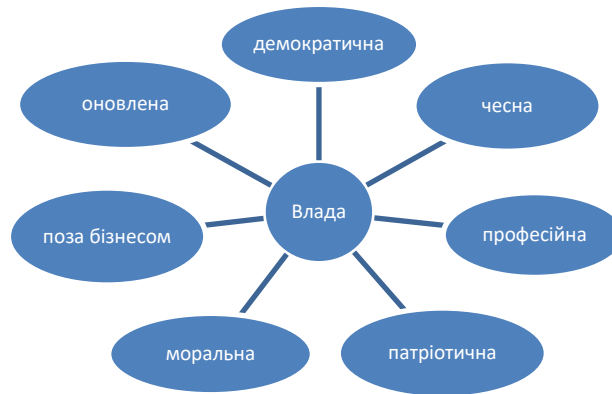 демократична
оновлена
чесна
Влада
поза бізнесом
професійна
моральна
патріотична